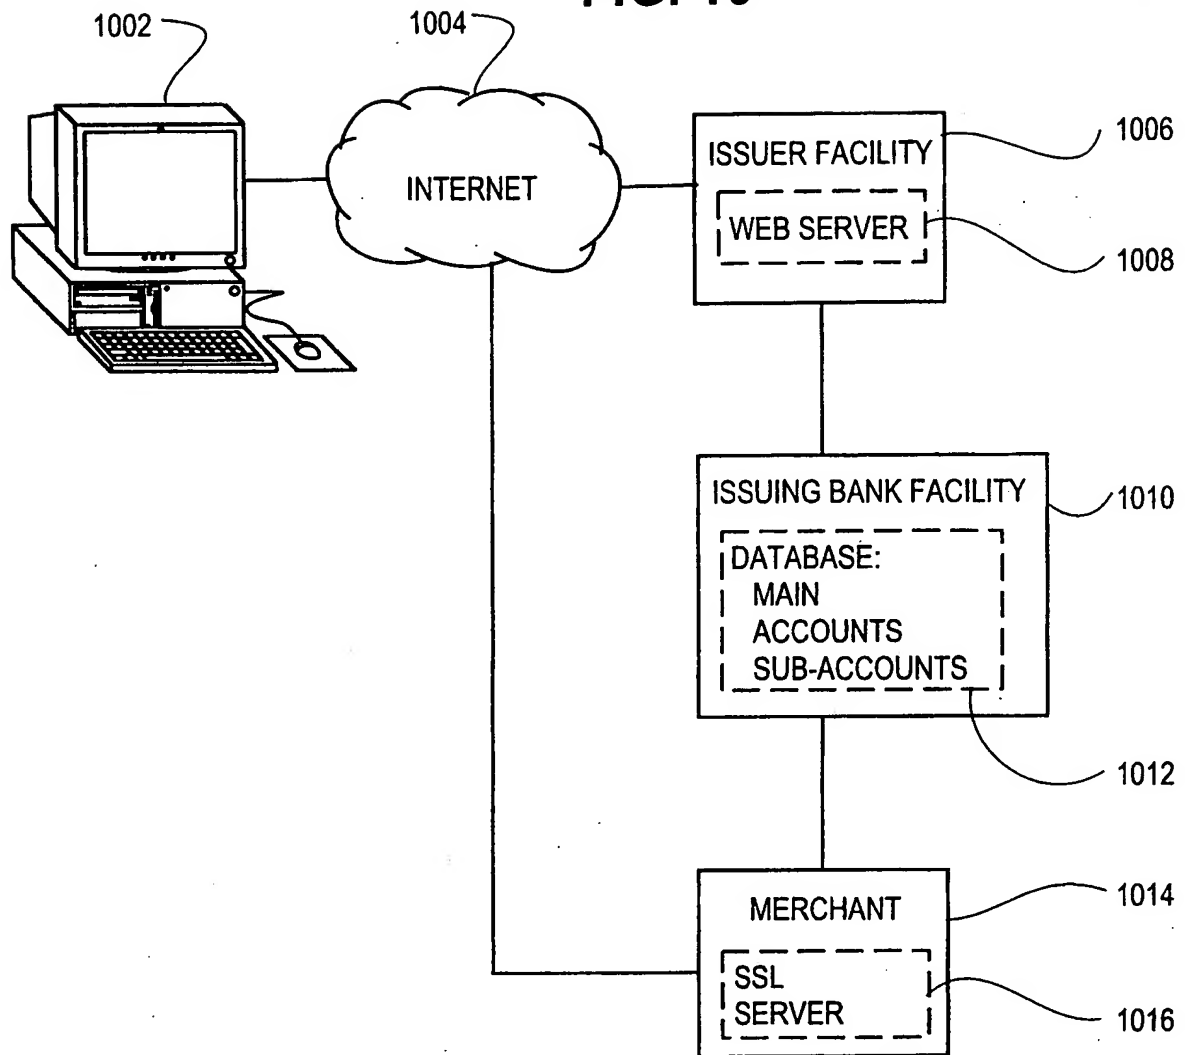 1002
1004
1006
ISSUER FACILITY
INTERNET
WEB SERVER
1008
ISSUING BANK FACILITY
1010
DATABASE:
MAIN
ACCOUNTS
SUB-ACCOUNTS
1012
MERCHANT
1014
SSL
SERVER
1016